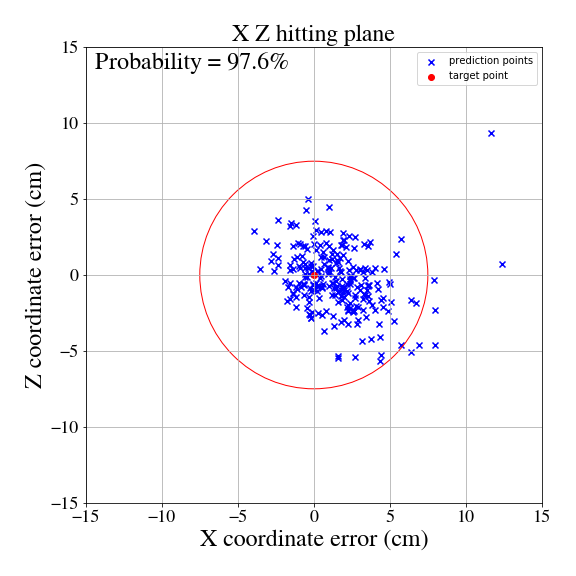 X Z hitting plane
Probability = 97.6%
prediction points
target point
15
10
5
0
−5
−10
−15
Z coordinate error (cm)
−15
−10
−5
0
5
10
15
X coordinate error (cm)